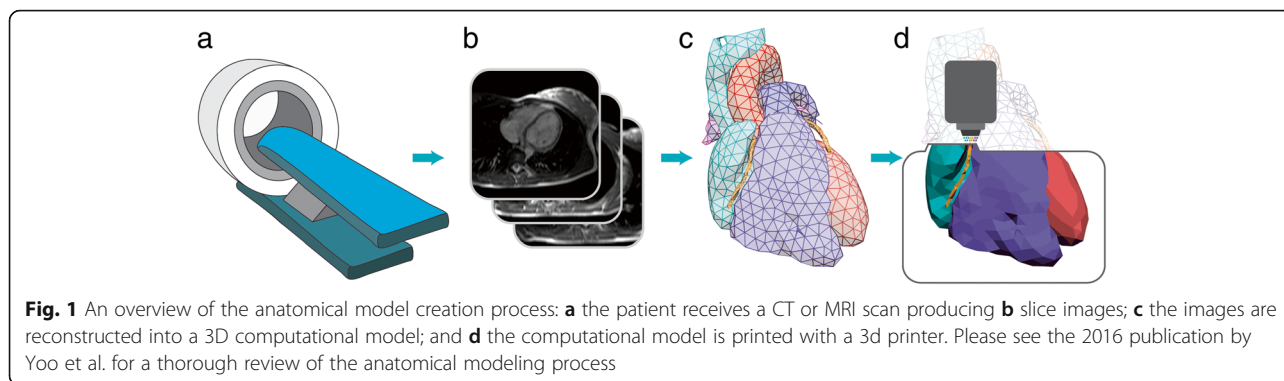 a b c d
Fig. 1 An overview of the anatomical model creation process: a the patient receives a CT or MRI scan producing b slice images; c the images are
reconstructed into a 3D computational model; and d the computational model is printed with a 3d printer. Please see the 2016 publication by
Yoo et al. for a thorough review of the anatomical modeling process